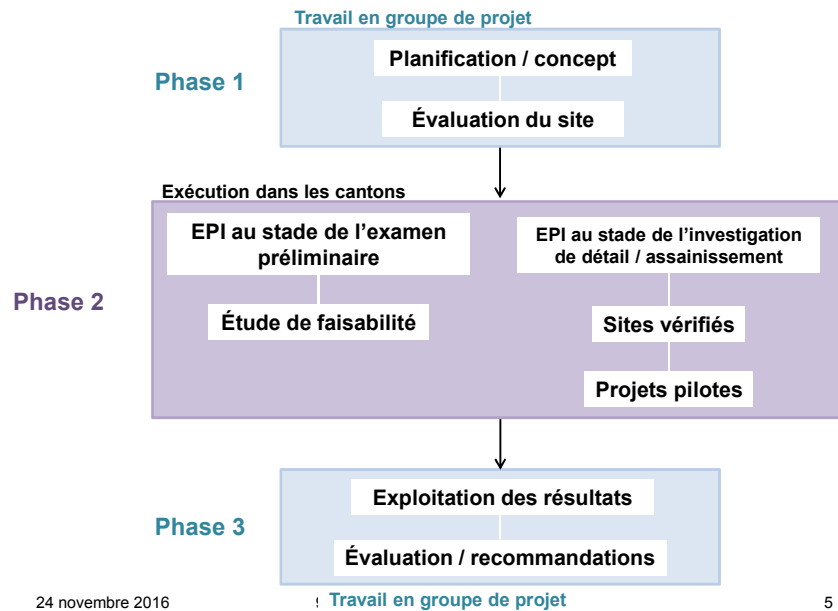 Travail en groupe de projet
Planification / concept
Phase 1
Évaluation du site
Exécution dans les cantons
EPI au stade de l'examen
préliminaire
EPI au stade de l'investigation
de détail / assainissement
Phase 2
Étude de faisabilité
Sites vérifiés
Projets pilotes
Exploitation des résultats
Phase 3
Évaluation / recommandations
24 novembre 2016
Travail en groupe de projet
5